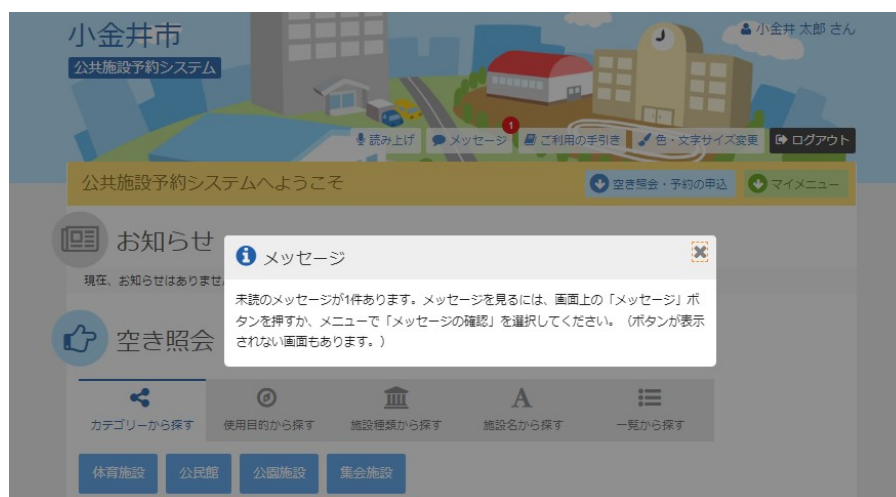 小金井市
公共施設予約システム
小金井 太郎 さん
読み上げ
メッセージ
1
ご利用の手引き
色・文字サイズ変更
ログアウト
公共施設予約システムへようこそ
空き照会・予約の申込
マイメニュー
お知らせ
現在、お知らせはありませ
メッセージ
未読のメッセージが1件あります。メッセージを見るには、画面上の「メッセージ」ボ
タンを押すか、メニューで「メッセージの確認」を選択してください。（ボタンが表示
されない画面もあります。）
空き照会
カテゴリーから探す
使用目的から探す
施設種類から探す
施設名から探す
一覧から探す
体育施設
公民館
公園施設
集会施設